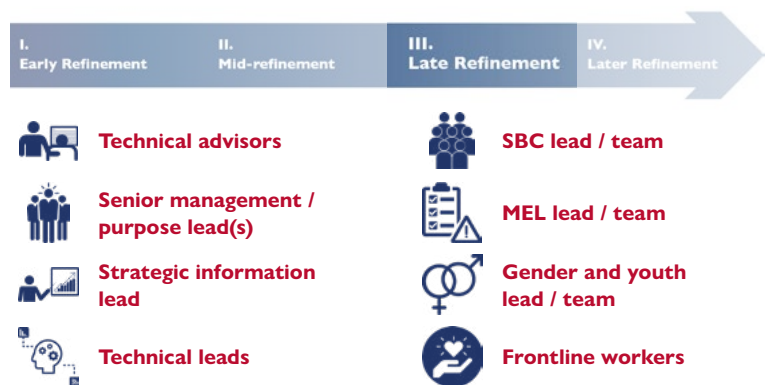 I.
Early Refinement
II.
Mid-refinement
III.
Late Refinement
IV.
Later Refinement
Technical advisors
Senior management /
purpose lead(s)
Strategic information
lead
Technical leads
SBC lead / team
MEL lead / team
Gender and youth
lead / team
Frontline workers